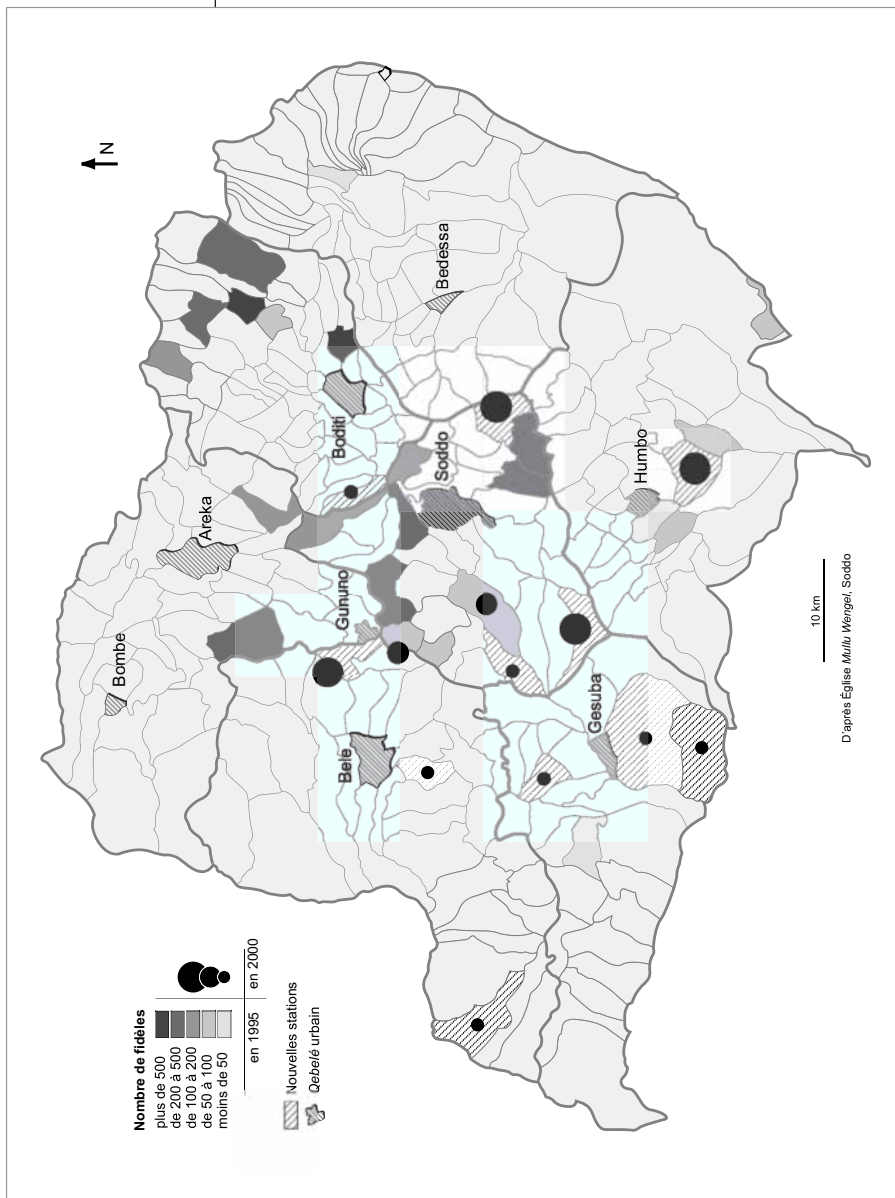 N
Bedessa
Boditi
Soddo
Humbo
Areka
Gununo
Bombe
Bele
Gesuba
10 km
D'après Église Mullu Wengel, Soddo
Nombre de fidèles
plus de 500
de 200 à 500
de 100 à 200
de 50 à 100
moins de 50
en 1995 en 2000
Nouvelles stations
Qebelé urbain